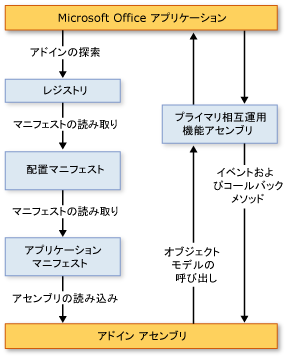 Microsoft Office アプリケーション
アドインの探索
レジストリ
マニフェストの読み取り
配置マニフェスト
マニフェストの読み取り
アプリケーション
マニフェスト
アセンブリの読み込み
プライマリ相互運用
機能アセンブリ
イベントおよ
びコールバック
メソッド
オブジェクト
モデルの
呼び出し
アドイン アセンブリ